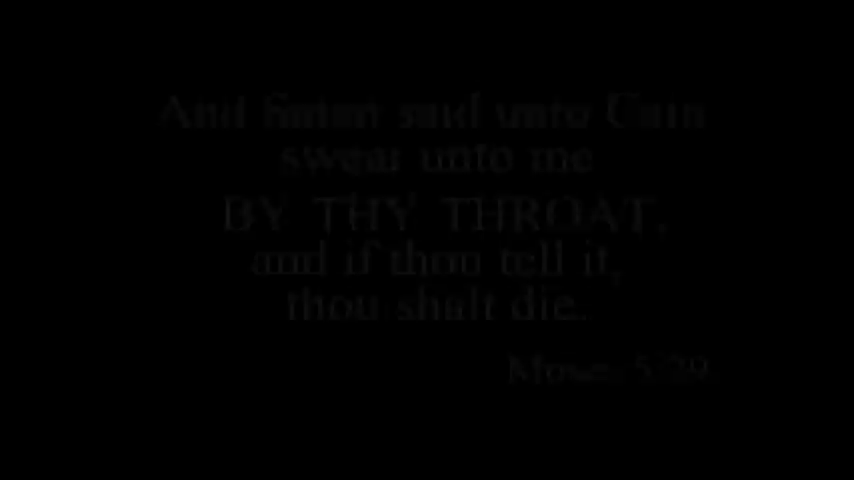 And Satan said unto Cain
swear unto me
BY THY THROAT,
and if thou tell it,
thou shalt die.
Moses 5:29